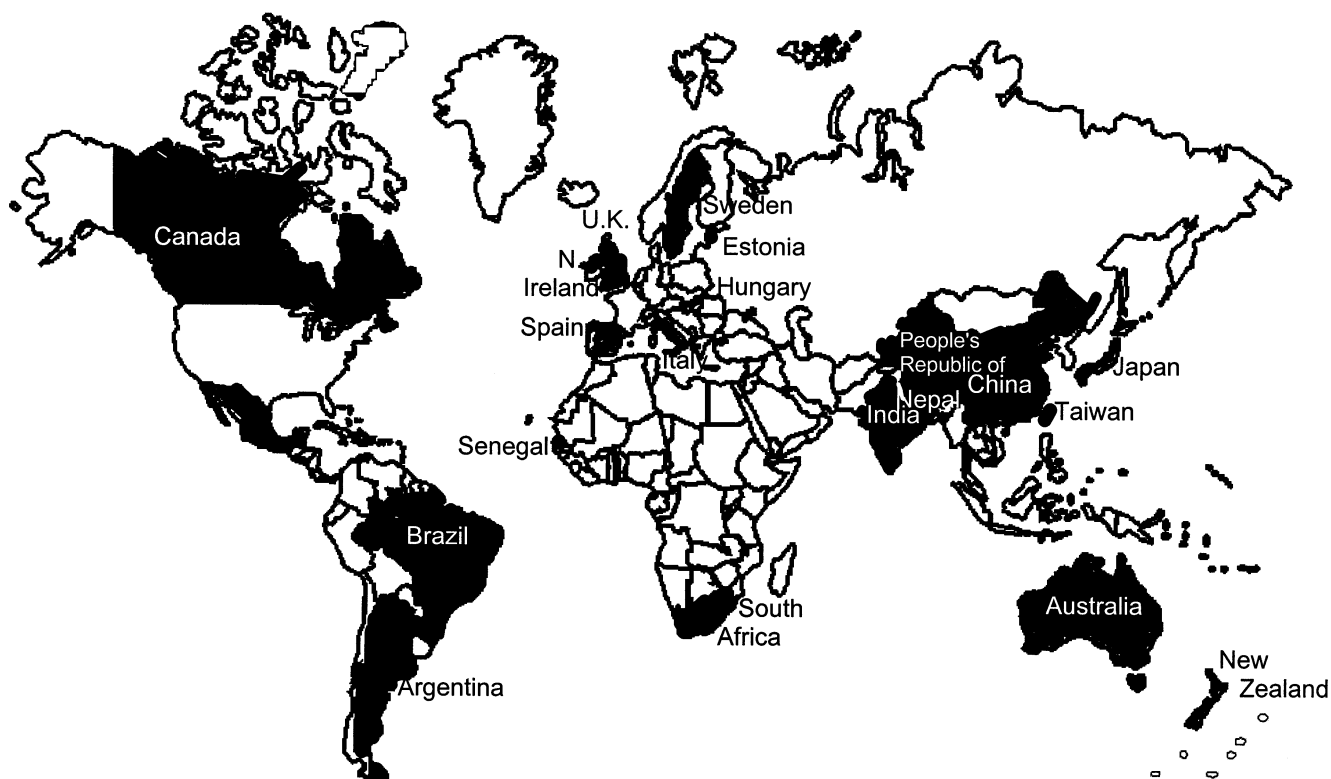 Canada
U.K.
Sweden
Estonia
N.
Ireland
Hungary
Spain
Italy
People's
Republic of
China
Japan
Nepal
India
Taiwan
Senegal
Brazil
South
Africa
Australia
Argentina
New
Zealand